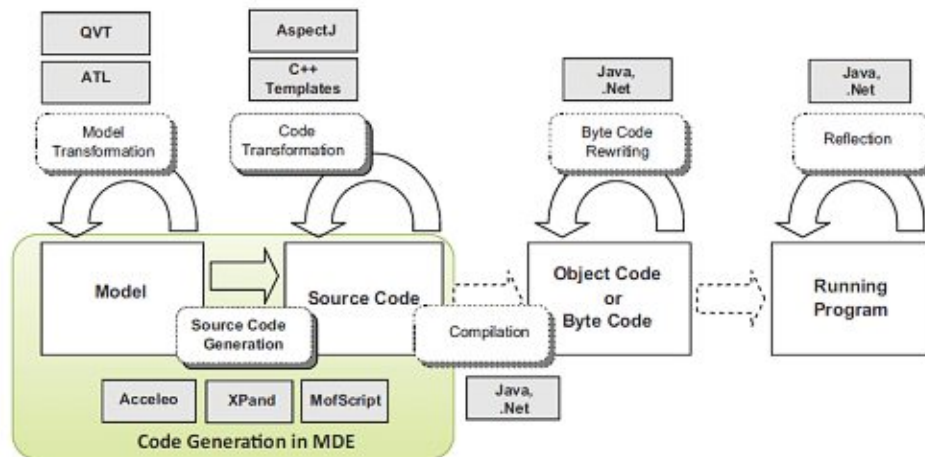 QVT
ATL
Model
Transformation
AspectJ
C++
Templates
Code
Transformation
Java,
.Net
Byte Code
Rewriting
Java,
.Net
Reflection
Model
Source Code
Generation
Source Code
Compilation
Java,
.Net
Object Code
or
Byte Code
Running
Program
Acceleo
XPand
MofScript
Code Generation in MDE